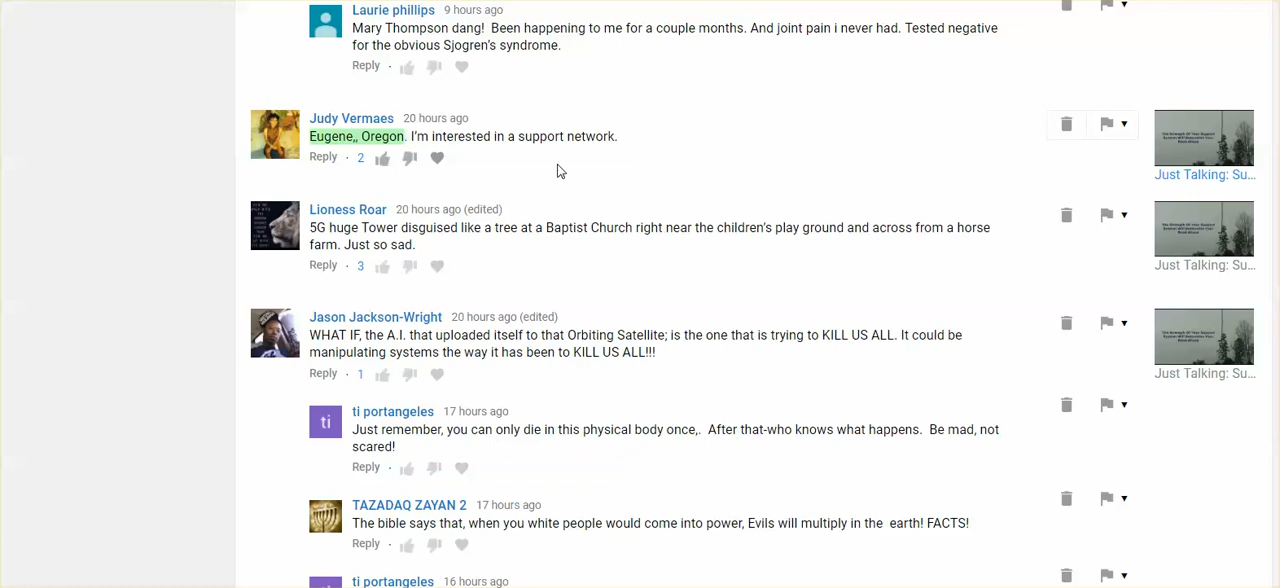 Laurie phillips 9 hours ago
Mary Thompson dang! Been happening to me for a couple months. And joint pain i never had. Tested negative
for the obvious Sjogren's syndrome.
Reply ·
Judy Vermaes 20 hours ago
Eugene,, Oregon. I'm interested in a support network.
Reply · 2
Just Talking: Su...
Lioness Roar 20 hours ago (edited)
5G huge Tower disguised like a tree at a Baptist Church right near the children's play ground and across from a horse
farm. Just so sad.
Reply · 3
Just Talking: Su...
Jason Jackson-Wright 20 hours ago (edited)
WHAT IF, the A.I. that uploaded itself to that Orbiting Satellite; is the one that is trying to KILL US ALL. It could be
manipulating systems the way it has been to KILL US ALL!!!
Reply · 1
Just Talking: Su...
ti
ti portangeles 17 hours ago
Just remember, you can only die in this physical body once,. After that-who knows what happens. Be mad, not
scared!
Reply ·
TAZADAQ ZAYAN 2 17 hours ago
The bible says that, when you white people would come into power, Evils will multiply in the earth! FACTS!
Reply ·
ti portangeles 16 hours ago